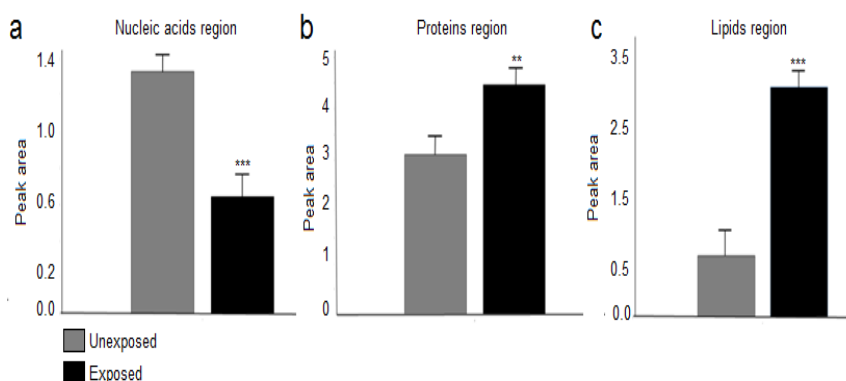 a
Nucleic acids region
Peak area
1.4
1.0
0.6
0.2
0.0
***
b
Proteins region
Peak area
5
4
3
2
1
0
**
c
Lipids region
Peak area
3.5
2.5
1.5
0.5
0.0
***
Unexposed
Exposed